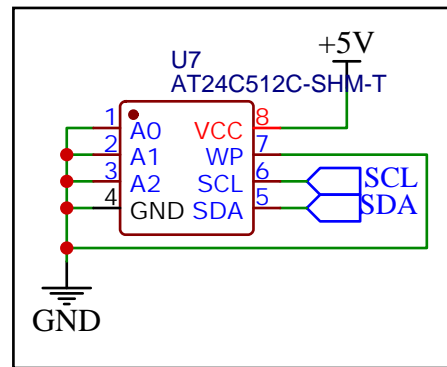 +5V
U7
AT24C512C-SHM-T
1 A0 VCC 8
2 A1 WP 7
3 A2 SCL 6 SCL
4 GND SDA 5 SDA
GND